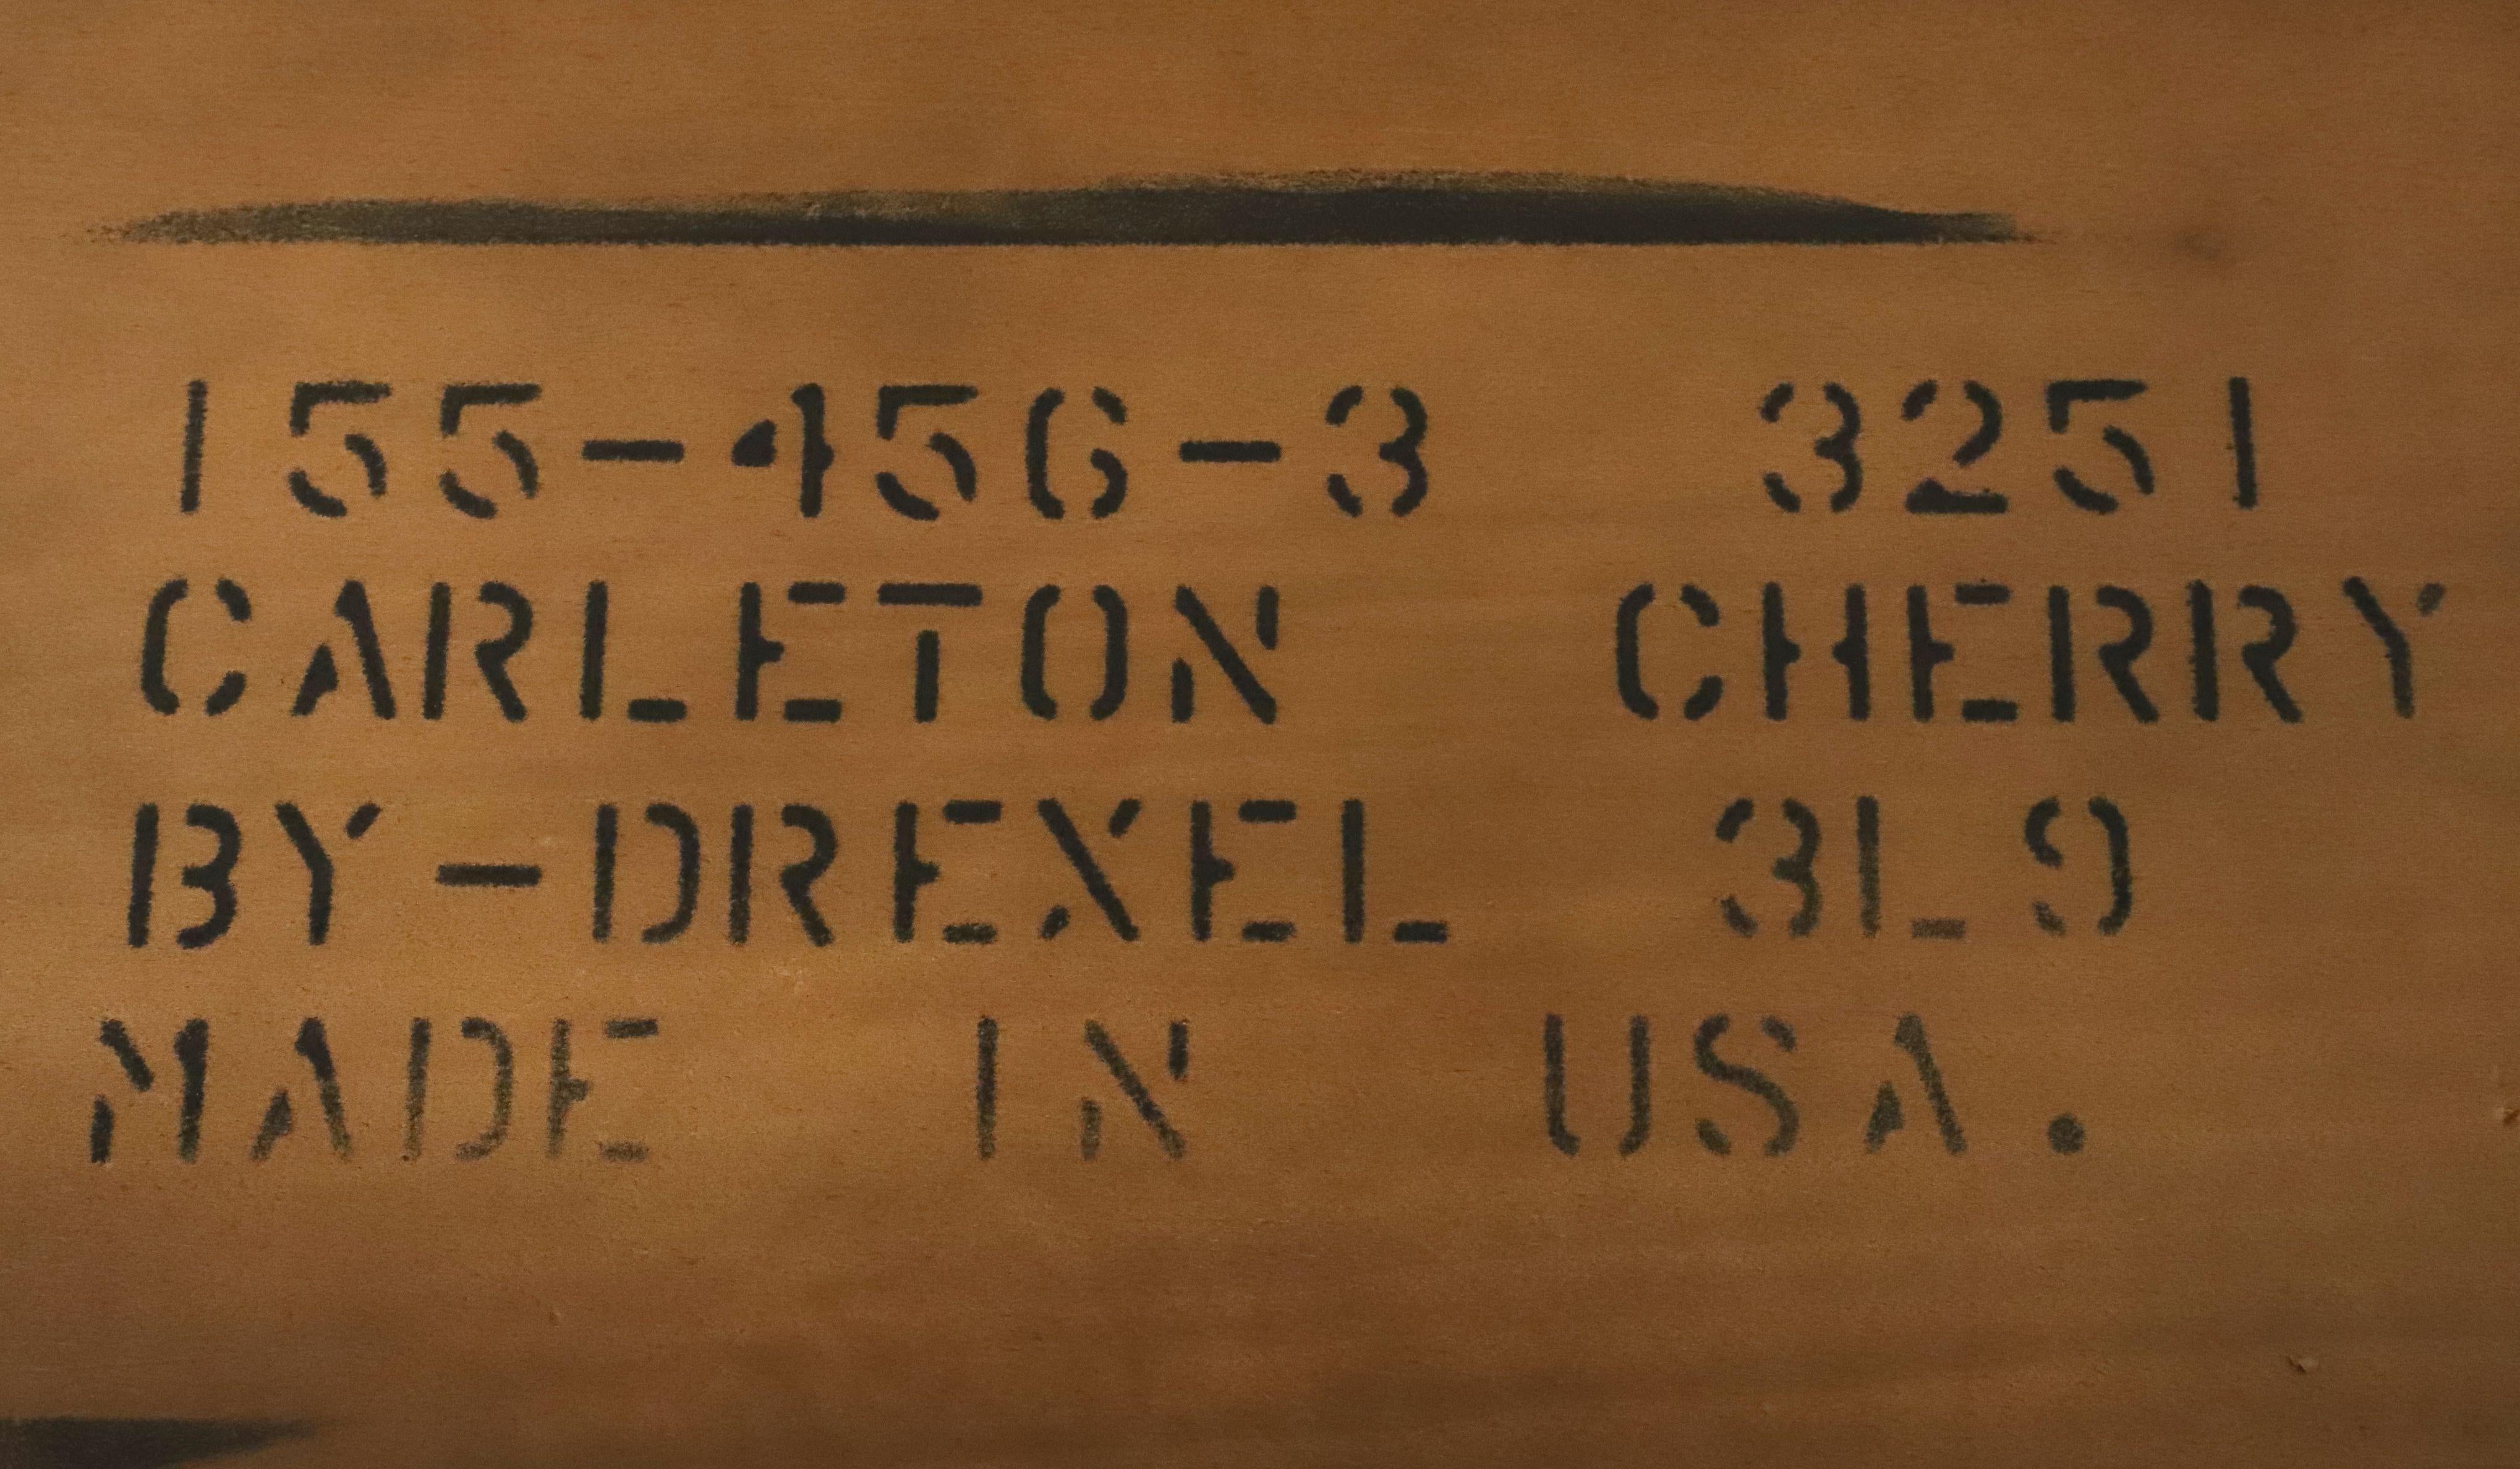 155-456-3 3251
CARLETON CHERRY
BY-DREXEL 3L9
MADE IN USA.